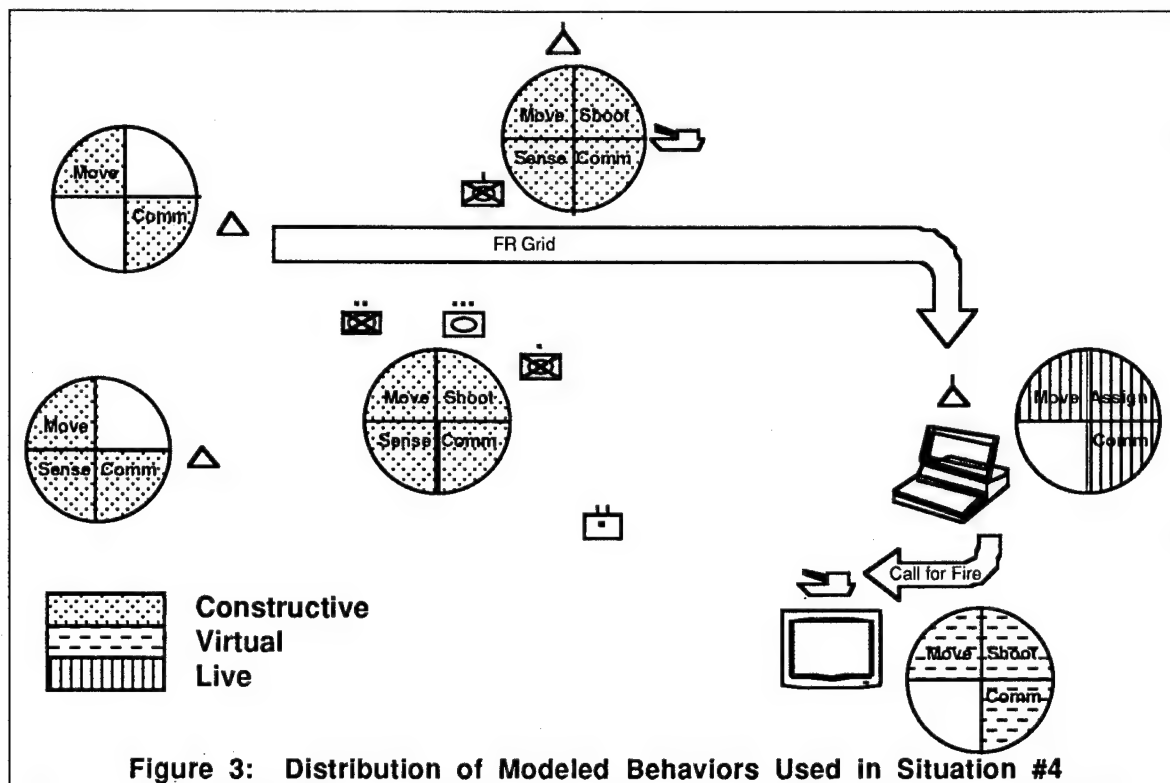 Move Shoot
Sense Comm
Move
Comm
FR Grid
Move Shoot
Sense Comm
Move
Sense Comm
Move Assign
Comm
Call for Fire
Move Shoot
Comm
Constructive
Virtual
Live
Figure 3: Distribution of Modeled Behaviors Used in Situation #4